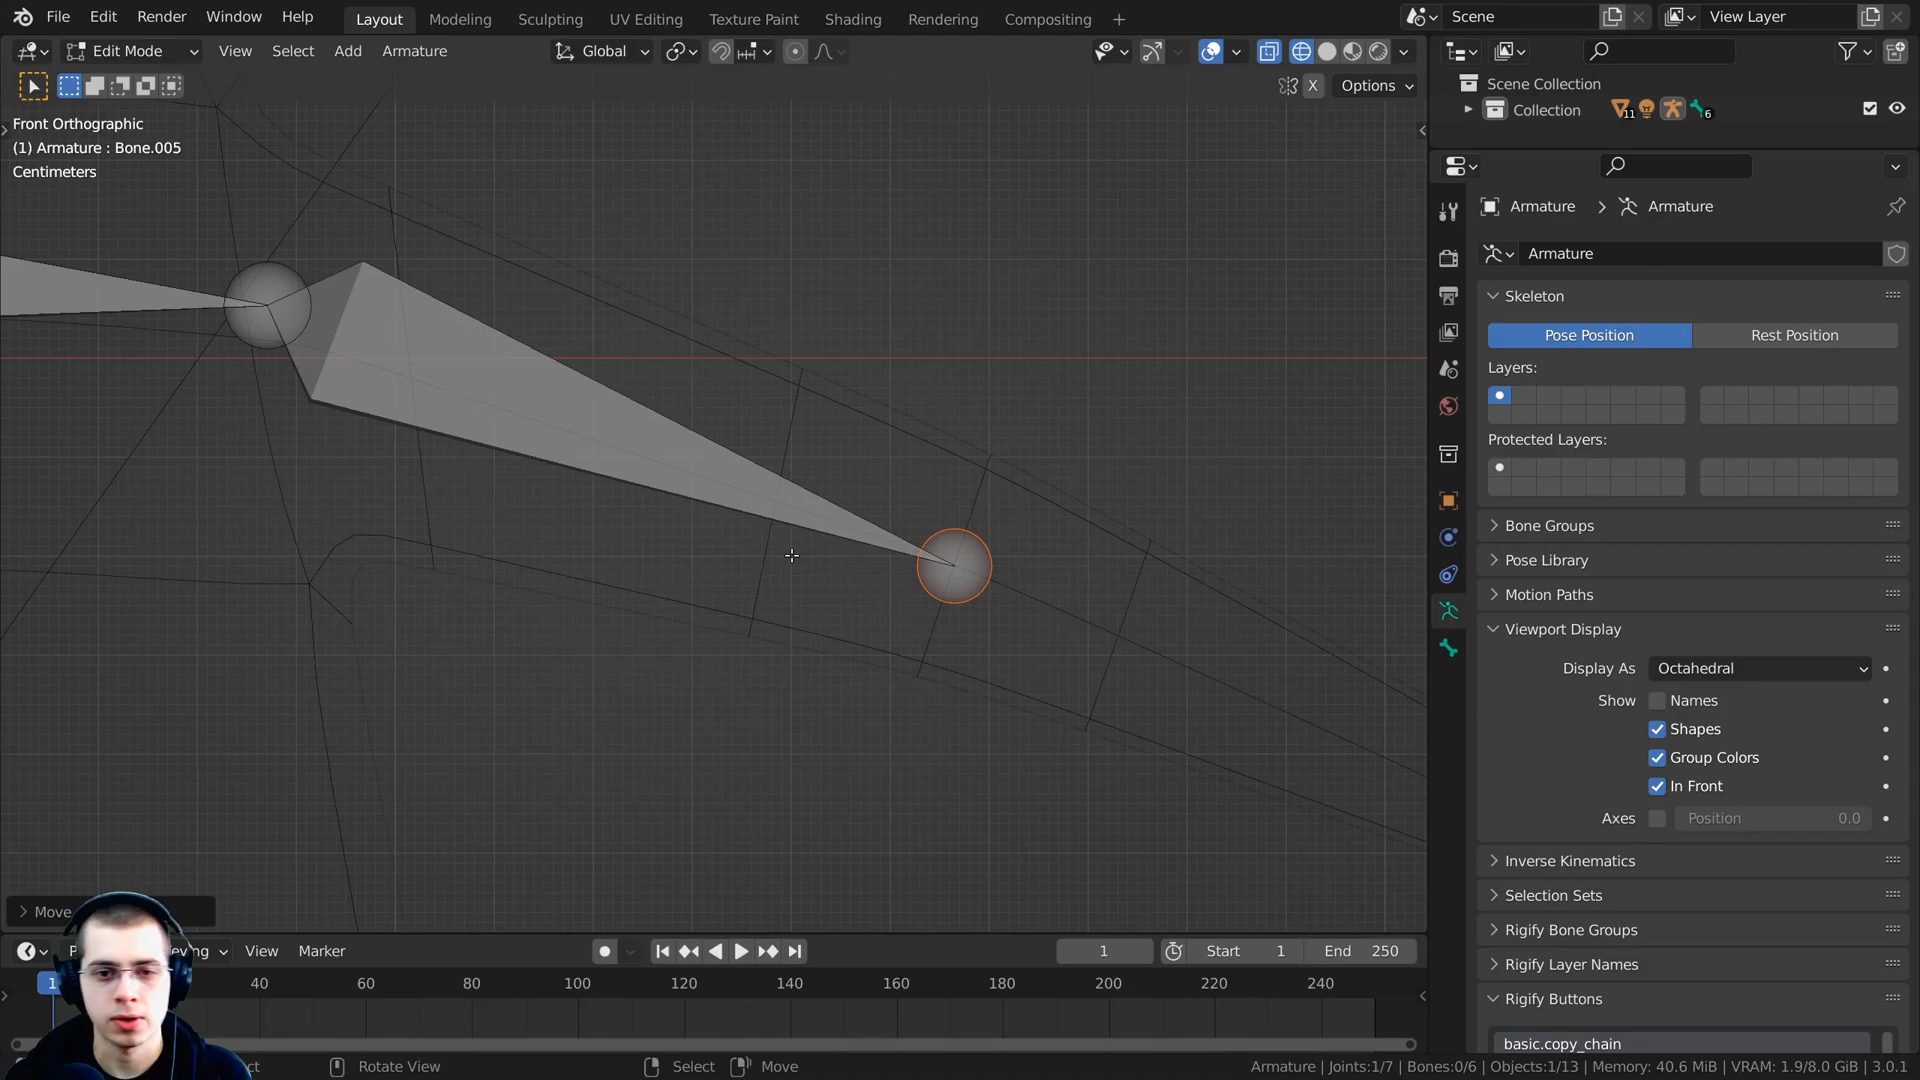 File Edit Render Window Help Layout Modeling Sculpting UV Editing Texture Paint Shading Rendering Compositing + Scene View Layer
Edit Mode View Select Add Armature Global
X Options
Scene Collection
Collection 11 6
Front Orthographic
(1) Armature : Bone.005
Centimeters
Armature > Armature
Armature
Skeleton
Pose Position Rest Position
Layers:
Protected Layers:
Bone Groups
Pose Library
Motion Paths
Viewport Display
Display As Octahedral
Show Names
Shapes
Group Colors
In Front
Axes Position 0.0
Inverse Kinematics
Selection Sets
Rigify Bone Groups
Rigify Layer Names
Rigify Buttons
basic.copy_chain
Move
View Marker 1 Start 1 End 250
1 40 60 80 100 120 140 160 180 200 220 240
Rotate View Select Move Armature | Joints:1/7 | Bones:0/6 | Objects:1/13 | Memory: 40.6 MiB | VRAM: 1.9/8.0 GiB | 3.0.1